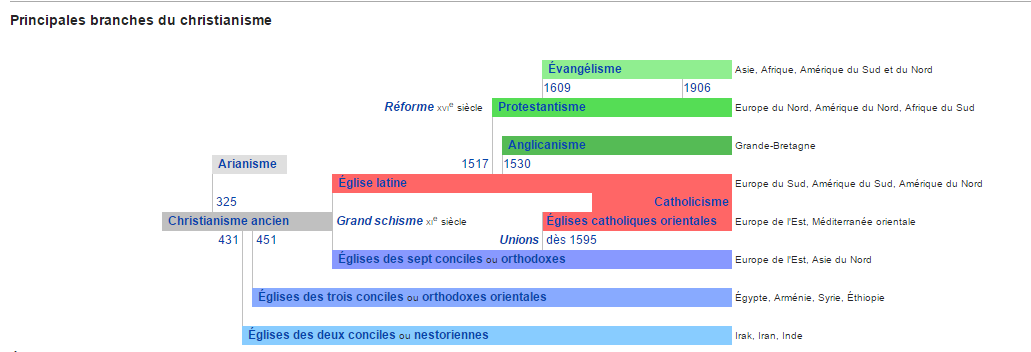 Principales branches du christianisme
Évangélisme Asie, Afrique, Amérique du Sud et du Nord
1609 1906
Réforme XVIe siècle Protestantisme Europe du Nord, Amérique du Nord, Afrique du Sud
Anglicanisme Grande-Bretagne
Arianisme 1517 1530
Église latine Europe du Sud, Amérique du Sud, Amérique du Nord
325 Catholicisme
Christianisme ancien Grand schisme XIe siècle Églises catholiques orientales Europe de l'Est, Méditerranée orientale
431 451 Unions dès 1595
Églises des sept conciles ou orthodoxes Europe de l'Est, Asie du Nord
Églises des trois conciles ou orthodoxes orientales Égypte, Arménie, Syrie, Éthiopie
Églises des deux conciles ou nestoriennes Irak, Iran, Inde